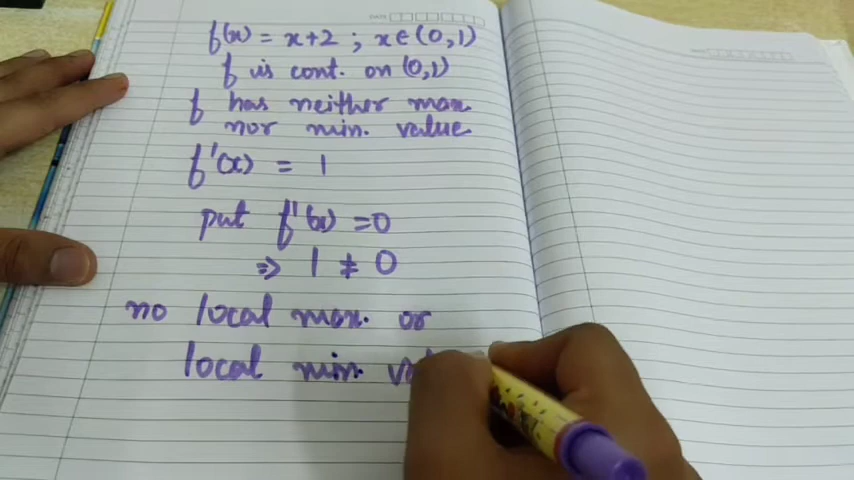 DATE
f(x) = x+2 ; x∈(0,1)
f is cont. on (0,1)
f has neither max
nor min. value
f'(x) = 1
put f'(x) = 0
⇒ 1 ≠ 0
no local max. or
local min.